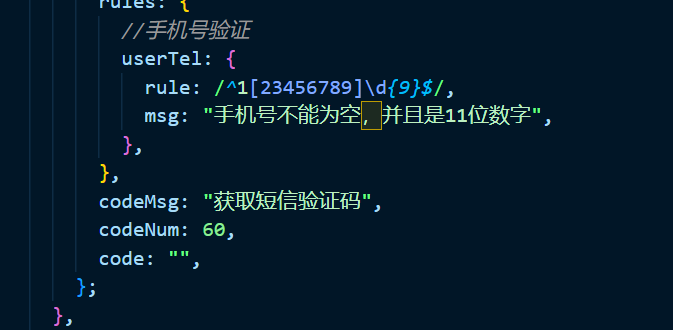 rules: {
//手机号验证
userTel: {
rule: /^1[23456789]\d{9}$/,
msg: "手机号不能为空，并且是11位数字",
},
},
codeMsg: "获取短信验证码",
codeNum: 60,
code: "",
};
},